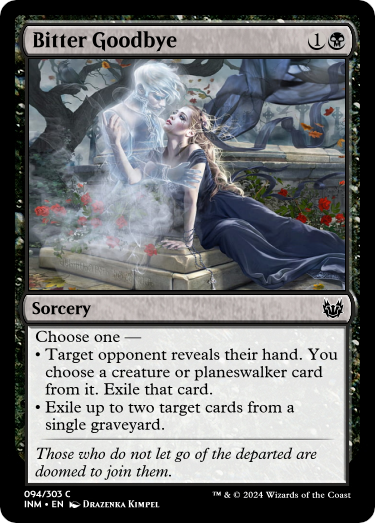 Bitter Goodbye 1
Sorcery
Choose one —
• Target opponent reveals their hand. You
choose a creature or planeswalker card
from it. Exile that card.
• Exile up to two target cards from a
single graveyard.
Those who do not let go of the departed are
doomed to join them.
094/303 C
INM • EN Drazenka Kimpel
™ & © 2024 Wizards of the Coast